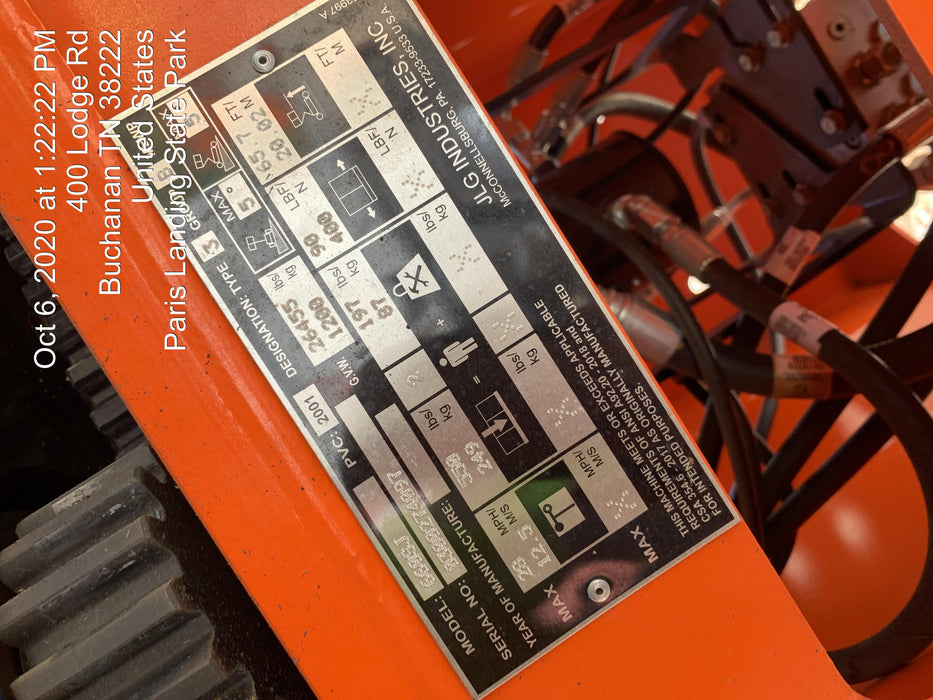 Oct 6, 2020 at 1:22:22 PM
400 Lodge Rd
Buchanan TN 38222
United States
Paris Landing State Park
MODEL:
SERIAL NO:
YEAR OF MANUFACTURE:
PVC: 2001
GVW
26455 lbs/
1200 kg
DESIGNATION: TYPE 3 GROUP
MAX 5°
MAX 5°
550 lbs/
249 kg
=
2
+
197 lbs/
87 kg
90 LBF/
400 N
65 7 FT/
20 02 M
28 MPH/
12.5 M/S
MAX
X MPH/
M/S
MAX
X lbs/
kg
X
X lbs/
kg
X LBF/
N
X FT/
M
THIS MACHINE MEETS OR EXCEEDS APPLICABLE
REQUIREMENTS OF ANSI A92.20 2018 and
CSA 354.6 2017 AS ORIGINALLY MANUFACTURED
FOR INTENDED PURPOSES.
JLG INDUSTRIES, INC
McCONNELLSBURG, PA. 17233-9533 U.S.A